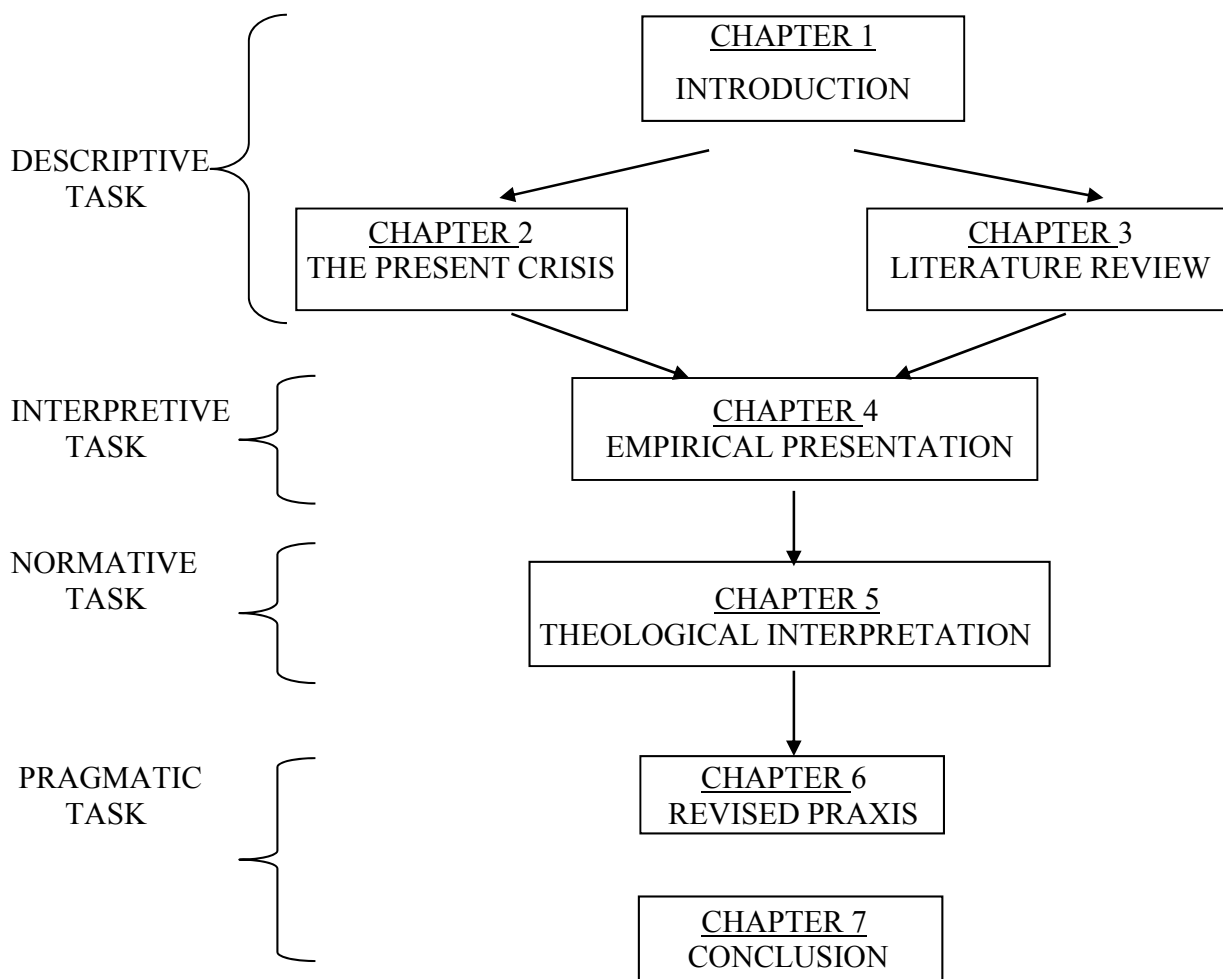 CHAPTER 1
INTRODUCTION
DESCRIPTIVE
TASK
CHAPTER 2
THE PRESENT CRISIS
CHAPTER 3
LITERATURE REVIEW
INTERPRETIVE
TASK
CHAPTER 4
EMPIRICAL PRESENTATION
NORMATIVE
TASK
CHAPTER 5
THEOLOGICAL INTERPRETATION
PRAGMATIC
TASK
CHAPTER 6
REVISED PRAXIS
CHAPTER 7
CONCLUSION